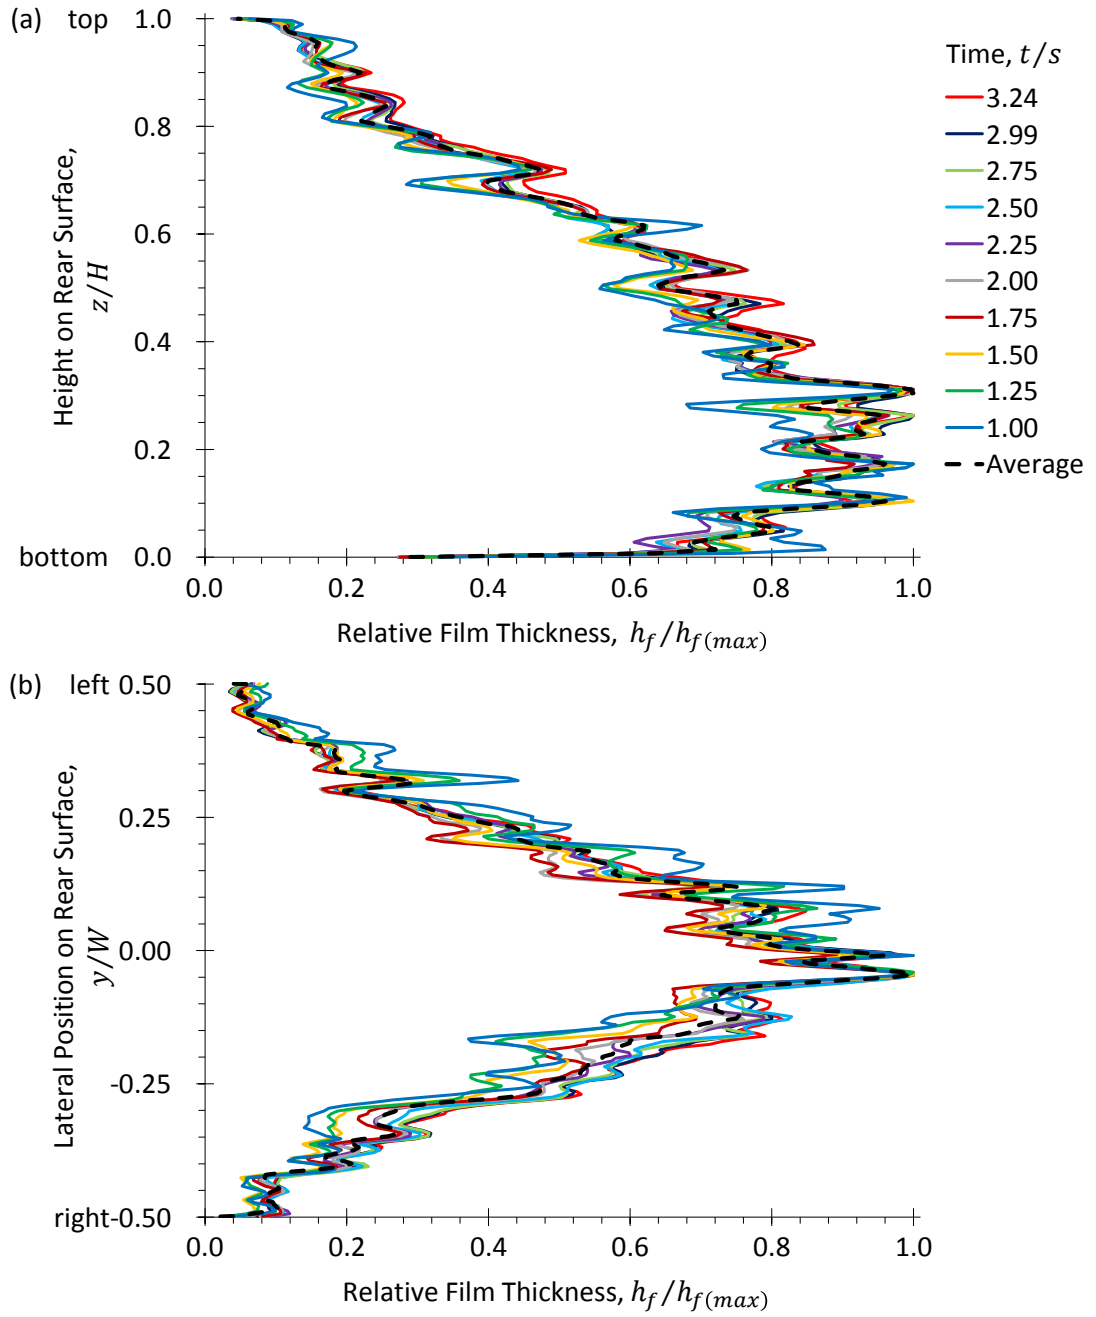 (a) top 1.0
0.8
0.6
0.4
0.2
bottom 0.0
Height on Rear Surface,
z/H
0.0 0.2 0.4 0.6 0.8 1.0
Relative Film Thickness, h_f/h_f(max)
Time, t/s
3.24
2.99
2.75
2.50
2.25
2.00
1.75
1.50
1.25
1.00
Average
(b) left 0.50
0.25
0.00
-0.25
right-0.50
Lateral Position on Rear Surface,
y/W
0.0 0.2 0.4 0.6 0.8 1.0
Relative Film Thickness, h_f/h_f(max)